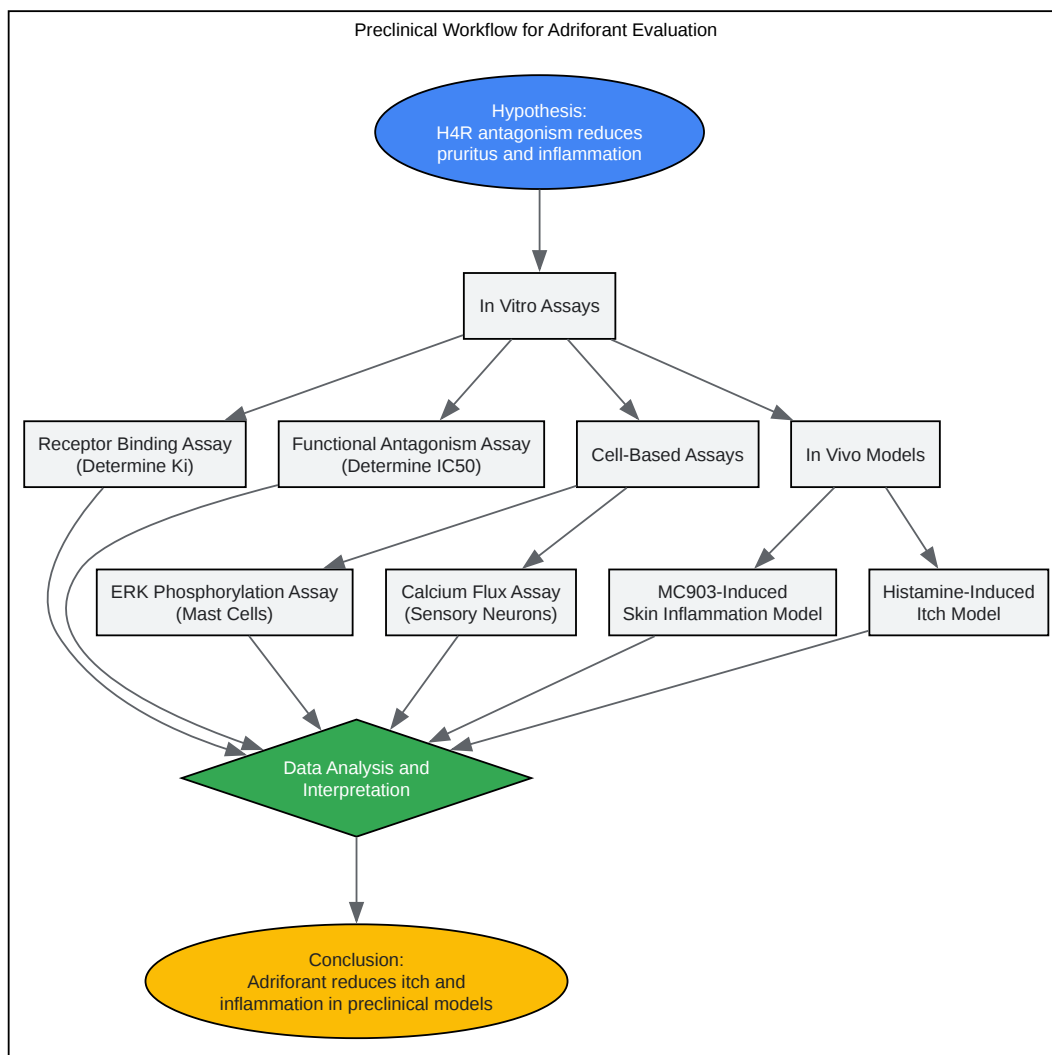 Preclinical Workflow for Adriforant Evaluation
Hypothesis:
H4R antagonism reduces
pruritus and inflammation
In Vitro Assays
Receptor Binding Assay
(Determine Ki)
Functional Antagonism Assay
(Determine IC50)
Cell-Based Assays
In Vivo Models
ERK Phosphorylation Assay
(Mast Cells)
Calcium Flux Assay
(Sensory Neurons)
MC903-Induced
Skin Inflammation Model
Histamine-Induced
Itch Model
Data Analysis and
Interpretation
Conclusion:
Adriforant reduces itch and
inflammation in preclinical models